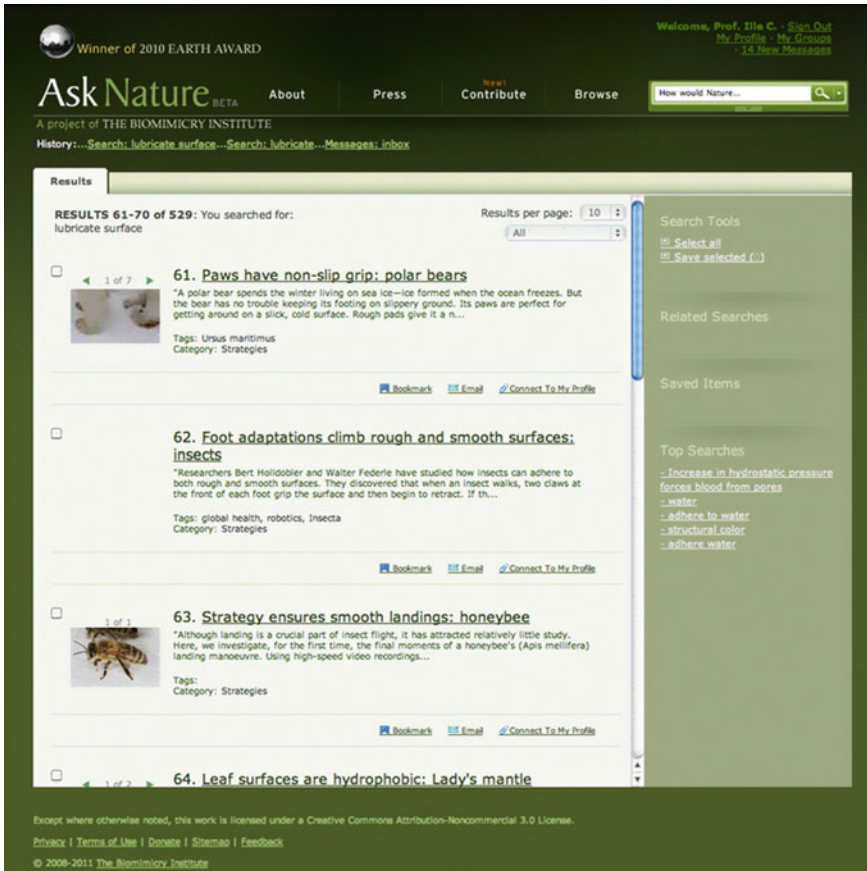 Winner of 2010 EARTH AWARD
Welcome, Prof. Ille C. - Sign Out
My Profile - My Groups
- 14 New Messages
AskNature BETA
About
Press
New!
Contribute
Browse
How would Nature...
A project of THE BIOMIMICRY INSTITUTE
History:...Search: lubricate surface...Search: lubricate...Messages: inbox
Results
RESULTS 61-70 of 529: You searched for:
lubricate surface
Results per page: 10
All
1 of 7
61. Paws have non-slip grip: polar bears
"A polar bear spends the winter living on sea ice—ice formed when the ocean freezes. But
the bear has no trouble keeping its footing on slippery ground. Its paws are perfect for
getting around on a slick, cold surface. Rough pads give it a n...
Tags: Ursus maritimus
Category: Strategies
Bookmark Email Connect To My Profile
62. Foot adaptations climb rough and smooth surfaces:
insects
"Researchers Bert Holldobler and Walter Federle have studied how insects can adhere to
both rough and smooth surfaces. They discovered that when an insect walks, two claws at
the front of each foot grip the surface and then begin to retract. If th...
Tags: global health, robotics, Insecta
Category: Strategies
Bookmark Email Connect To My Profile
1 of 1
63. Strategy ensures smooth landings: honeybee
"Although landing is a crucial part of insect flight, it has attracted relatively little study.
Here, we investigate, for the first time, the final moments of a honeybee's (Apis mellifera)
landing manoeuvre. Using high-speed video recordings...
Tags:
Category: Strategies
Bookmark Email Connect To My Profile
1 of 2
64. Leaf surfaces are hydrophobic: Lady's mantle
Search Tools
Select all
Save selected
Related Searches
Saved Items
Top Searches
- Increase in hydrostatic pressure
forces blood from pores
- water
- adhere to water
- structural color
- adhere water
Except where otherwise noted, this work is licensed under a Creative Commons Attribution-Noncommercial 3.0 License.
Privacy | Terms of Use | Donate | Sitemap | Feedback
© 2008-2011 The Biomimicry Institute